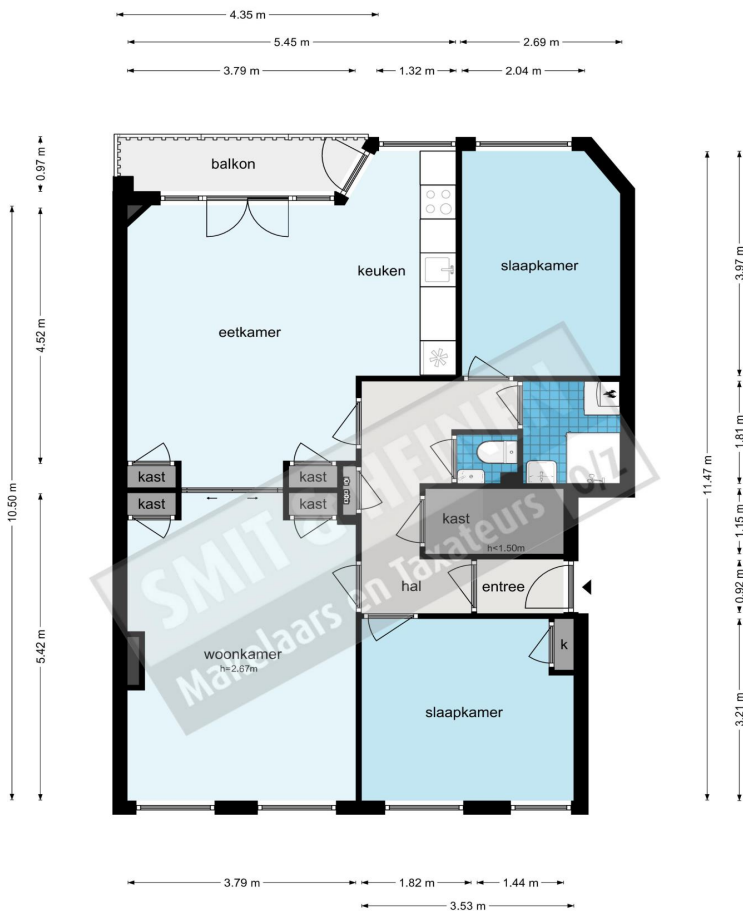 4.35 m
5.45 m
2.69 m
3.79 m
1.32 m
2.04 m
0.97 m
balkon
keuken
slaapkamer
eetkamer
3.97 m
4.52 m
1.81 m
kast
kast
kast
kast
kast
h<1.50m
10.50 m
11.47 m
1.15 m
0.92 m
hal
entree
SMIT & HEINEN
Makelaars en Taxateurs o/z
woonkamer
h=2.67m
k
slaapkamer
5.42 m
3.21 m
3.79 m
1.82 m
1.44 m
3.53 m